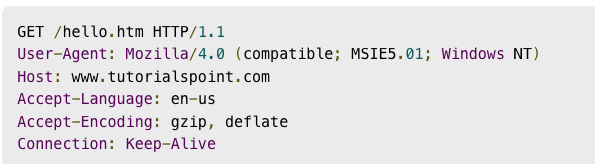 GET /hello.htm HTTP/1.1
User-Agent: Mozilla/4.0 (compatible; MSIE5.01; Windows NT)
Host: www.tutorialspoint.com
Accept-Language: en-us
Accept-Encoding: gzip, deflate
Connection: Keep-Alive